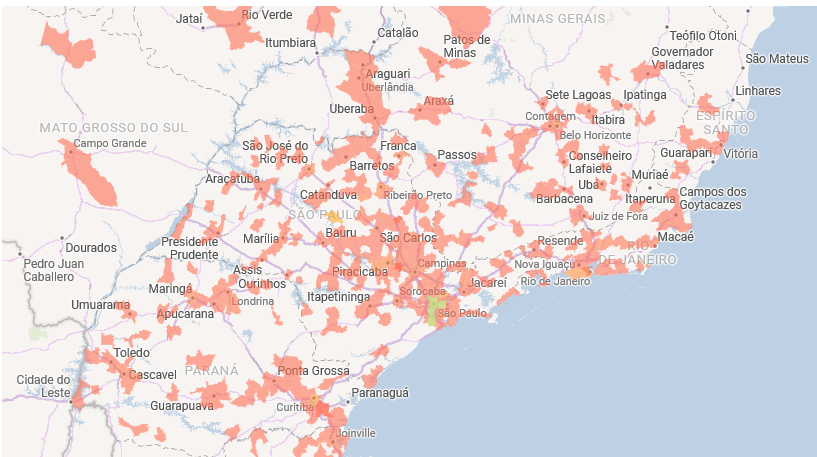 Jataí
Rio Verde
Catalão
Itumbiara
Patos de
Minas
MINAS GERAIS
Teófilo Otoni
Governador
Valadares
São Mateus
Araguari
Uberlândia
Uberaba
Araxá
Sete Lagoas
Ipatinga
Linhares
Contagem
Itabira
Belo Horizonte
ESPÍRITO
SANTO
MATO GROSSO DO SUL
Campo Grande
São José do
Rio Preto
Franca
Barretos
Passos
Conselheiro
Lafaiete
Guarapari
Vitória
Araçatuba
Catanduva
Ribeirão Preto
Ubá
Muriaé
Barbacena
Itaperuna
Campos dos
Goytacazes
SÃO PAULO
Juiz de Fora
Presidente
Prudente
Marília
Bauru
São Carlos
Resende
Macaé
RIO
DE JANEIRO
Dourados
Pedro Juan
Caballero
Assis
Piracicaba
Campinas
Nova Iguaçu
Rio de Janeiro
Maringá
Ourinhos
Itapetininga
Sorocaba
Jacareí
Umuarama
Londrina
Apucarana
São Paulo
Toledo
Cascavel
PARANÁ
Ponta Grossa
Cidade do
Leste
Guarapuava
Curitiba
Paranaguá
Joinville